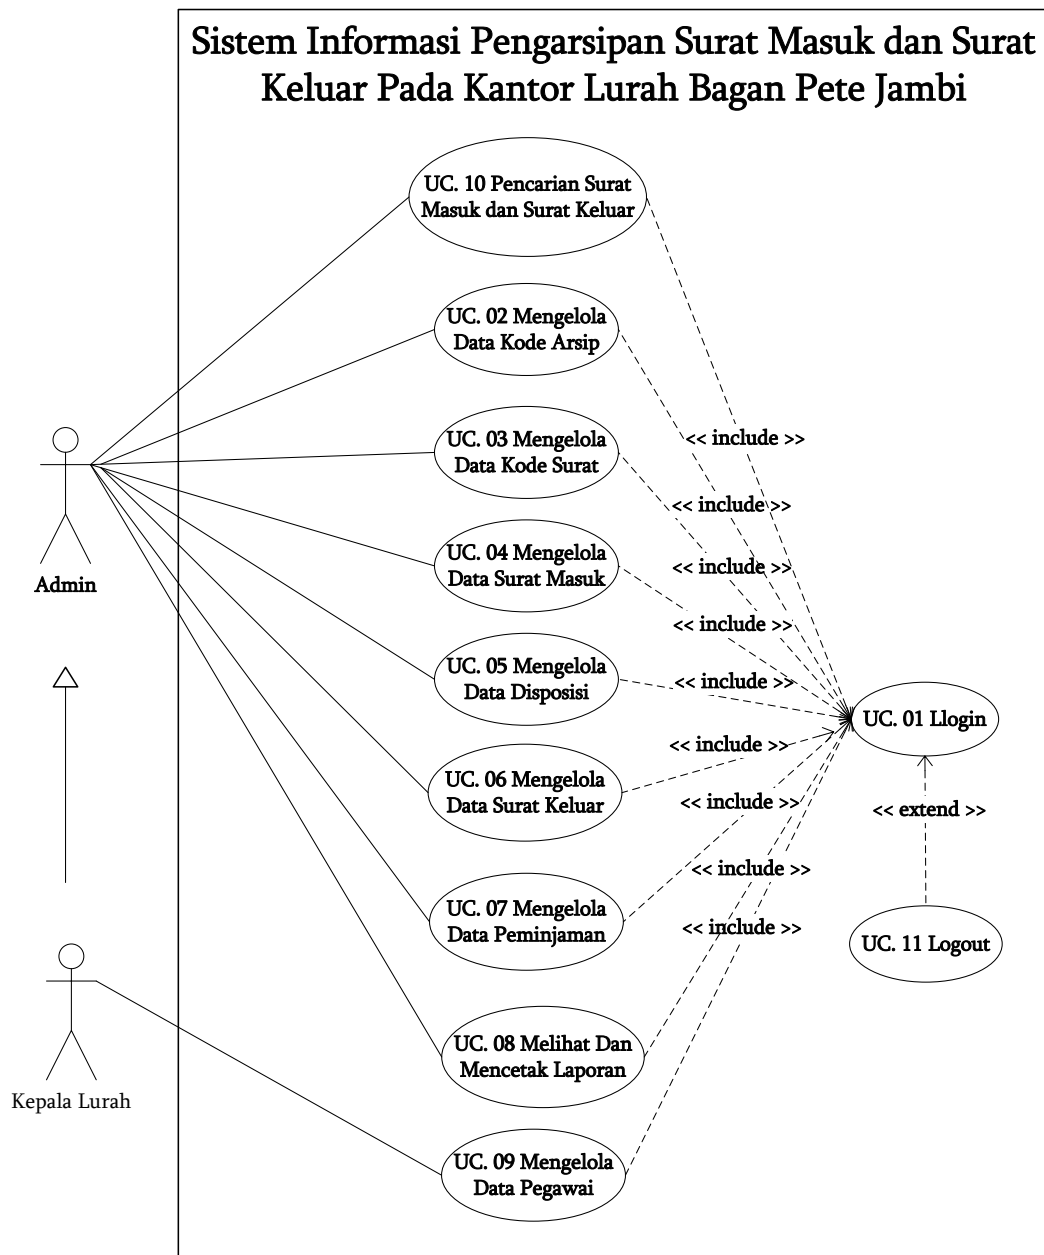 Sistem Informasi Pengarsipan Surat Masuk dan Surat
Keluar Pada Kantor Lurah Bagan Pete Jambi
UC. 10 Pencarian Surat
Masuk dan Surat Keluar
UC. 02 Mengelola
Data Kode Arsip
UC. 03 Mengelola
Data Kode Surat
UC. 04 Mengelola
Data Surat Masuk
UC. 05 Mengelola
Data Disposisi
UC. 06 Mengelola
Data Surat Keluar
UC. 07 Mengelola
Data Peminjaman
UC. 08 Melihat Dan
Mencetak Laporan
UC. 09 Mengelola
Data Pegawai
Admin
Kepala Lurah
<< include >>
<< include >>
<< include >>
<< include >>
<< include >>
<< include >>
<< include >>
<< include >>
<< include >>
UC. 01 Llogin
<< extend >>
UC. 11 Logout